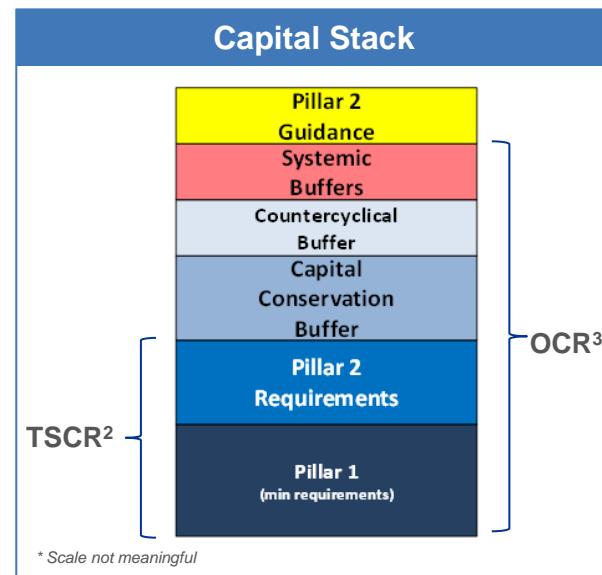 Capital Stack
Pillar 2
Guidance
Systemic
Buffers
Countercyclical
Buffer
Capital
Conservation
Buffer
OCR³
Pillar 2
Requirements
TSCR²
Pillar 1
(min requirements)
* Scale not meaningful